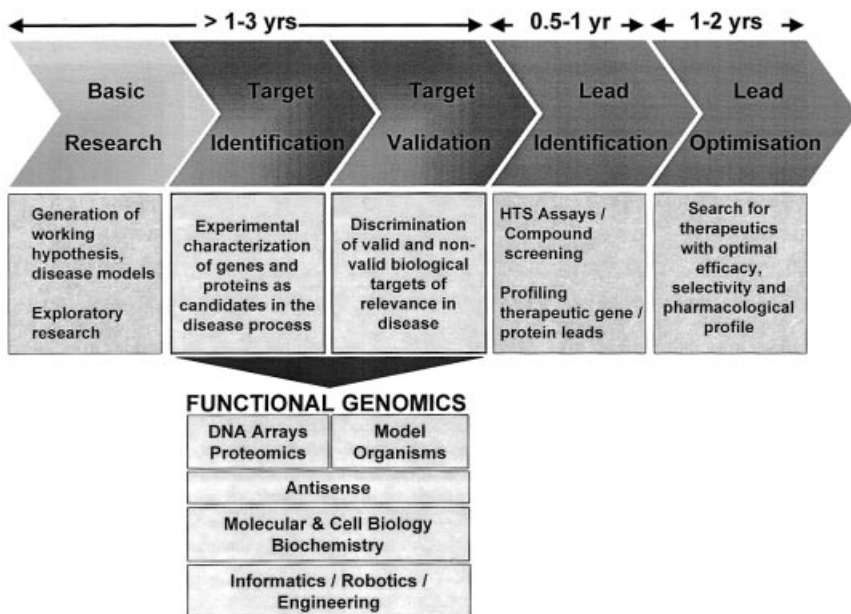 > 1-3 yrs
0.5-1 yr
1-2 yrs
Basic
Research
Target
Identification
Target
Validation
Lead
Identification
Lead
Optimisation
Generation of
working
hypothesis,
disease models
Exploratory
research
Experimental
characterization
of genes and
proteins as
candidates in the
disease process
Discrimination
of valid and non-
valid biological
targets of
relevance in
disease
HTS Assays /
Compound
screening
Profiling
therapeutic gene /
protein leads
Search for
therapeutics
with optimal
efficacy,
selectivity and
pharmacological
profile
FUNCTIONAL GENOMICS
DNA Arrays
Proteomics
Model
Organisms
Antisense
Molecular & Cell Biology
Biochemistry
Informatics / Robotics /
Engineering